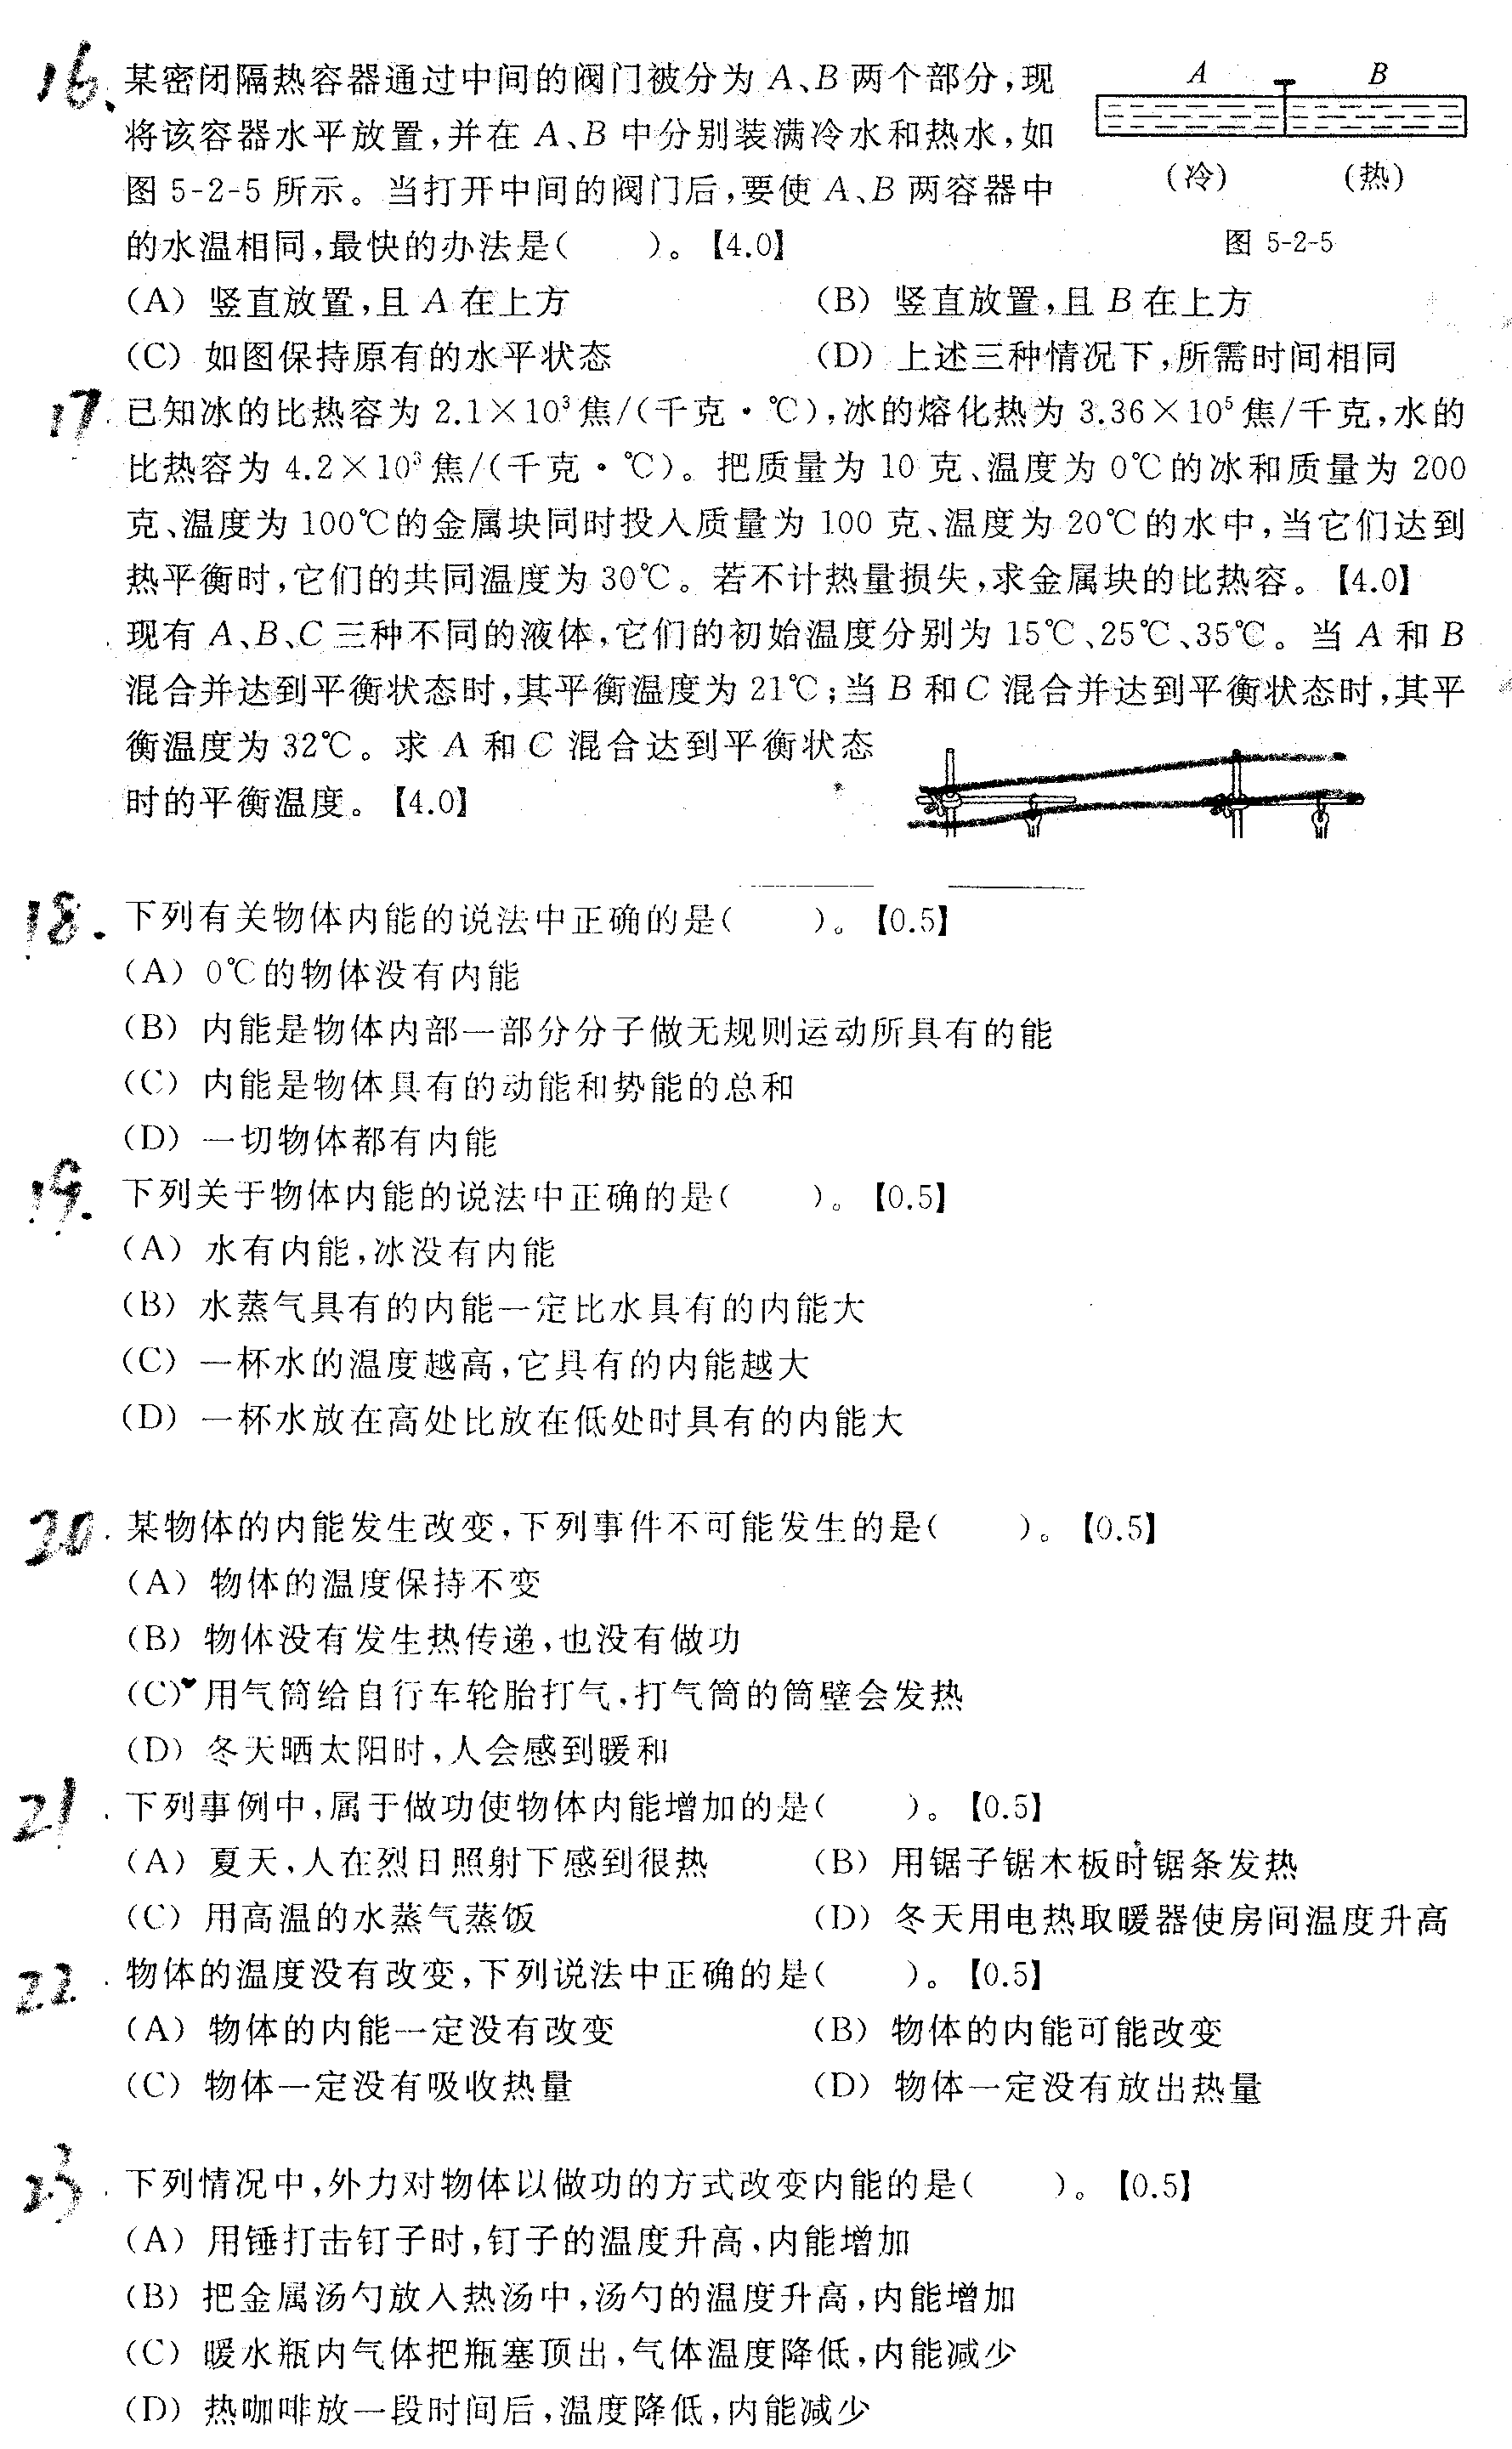 16、某密闭隔热容器通过中间的阀门被分为 A、B 两个部分,现
将该容器水平放置,并在 A、B 中分别装满冷水和热水,如
图 5-2-5 所示。当打开中间的阀门后,要使 A、B 两容器中
的水温相同,最快的办法是(  )。【4.0】
A B
(冷) (热)
图 5-2-5
(A) 竖直放置,且 A 在上方 (B) 竖直放置,且 B 在上方
(C) 如图保持原有的水平状态 (D) 上述三种情况下,所需时间相同
17. 已知冰的比热容为 2.1×10³焦/(千克·℃),冰的熔化热为 3.36×10⁵焦/千克,水的
比热容为 4.2×10³焦/(千克·℃)。把质量为 10 克、温度为 0℃的冰和质量为 200
克、温度为 100℃的金属块同时投入质量为 100 克、温度为 20℃的水中,当它们达到
热平衡时,它们的共同温度为 30℃。若不计热量损失,求金属块的比热容。【4.0】
现有 A、B、C 三种不同的液体,它们的初始温度分别为 15℃、25℃、35℃。当 A 和 B
混合并达到平衡状态时,其平衡温度为 21℃;当 B 和 C 混合并达到平衡状态时,其平
衡温度为 32℃。求 A 和 C 混合达到平衡状态
时的平衡温度。【4.0】
18. 下列有关物体内能的说法中正确的是(  )。【0.5】
(A) 0℃的物体没有内能
(B) 内能是物体内部一部分分子做无规则运动所具有的能
(C) 内能是物体具有的动能和势能的总和
(D) 一切物体都有内能
19. 下列关于物体内能的说法中正确的是(  )。【0.5】
(A) 水有内能,冰没有内能
(B) 水蒸气具有的内能一定比水具有的内能大
(C) 一杯水的温度越高,它具有的内能越大
(D) 一杯水放在高处比放在低处时具有的内能大
20. 某物体的内能发生改变,下列事件不可能发生的是(  )。【0.5】
(A) 物体的温度保持不变
(B) 物体没有发生热传递,也没有做功
(C) 用气筒给自行车轮胎打气,打气筒的筒壁会发热
(D) 冬天晒太阳时,人会感到暖和
21. 下列事例中,属于做功使物体内能增加的是(  )。【0.5】
(A) 夏天,人在烈日照射下感到很热 (B) 用锯子锯木板时锯条发热
(C) 用高温的水蒸气蒸饭 (D) 冬天用电热取暖器使房间温度升高
22. 物体的温度没有改变,下列说法中正确的是(  )。【0.5】
(A) 物体的内能一定没有改变 (B) 物体的内能可能改变
(C) 物体一定没有吸收热量 (D) 物体一定没有放出热量
23. 下列情况中,外力对物体以做功的方式改变内能的是(  )。【0.5】
(A) 用锤打击钉子时,钉子的温度升高,内能增加
(B) 把金属汤勺放入热汤中,汤勺的温度升高,内能增加
(C) 暖水瓶内气体把瓶塞顶出,气体温度降低,内能减少
(D) 热咖啡放一段时间后,温度降低,内能减少